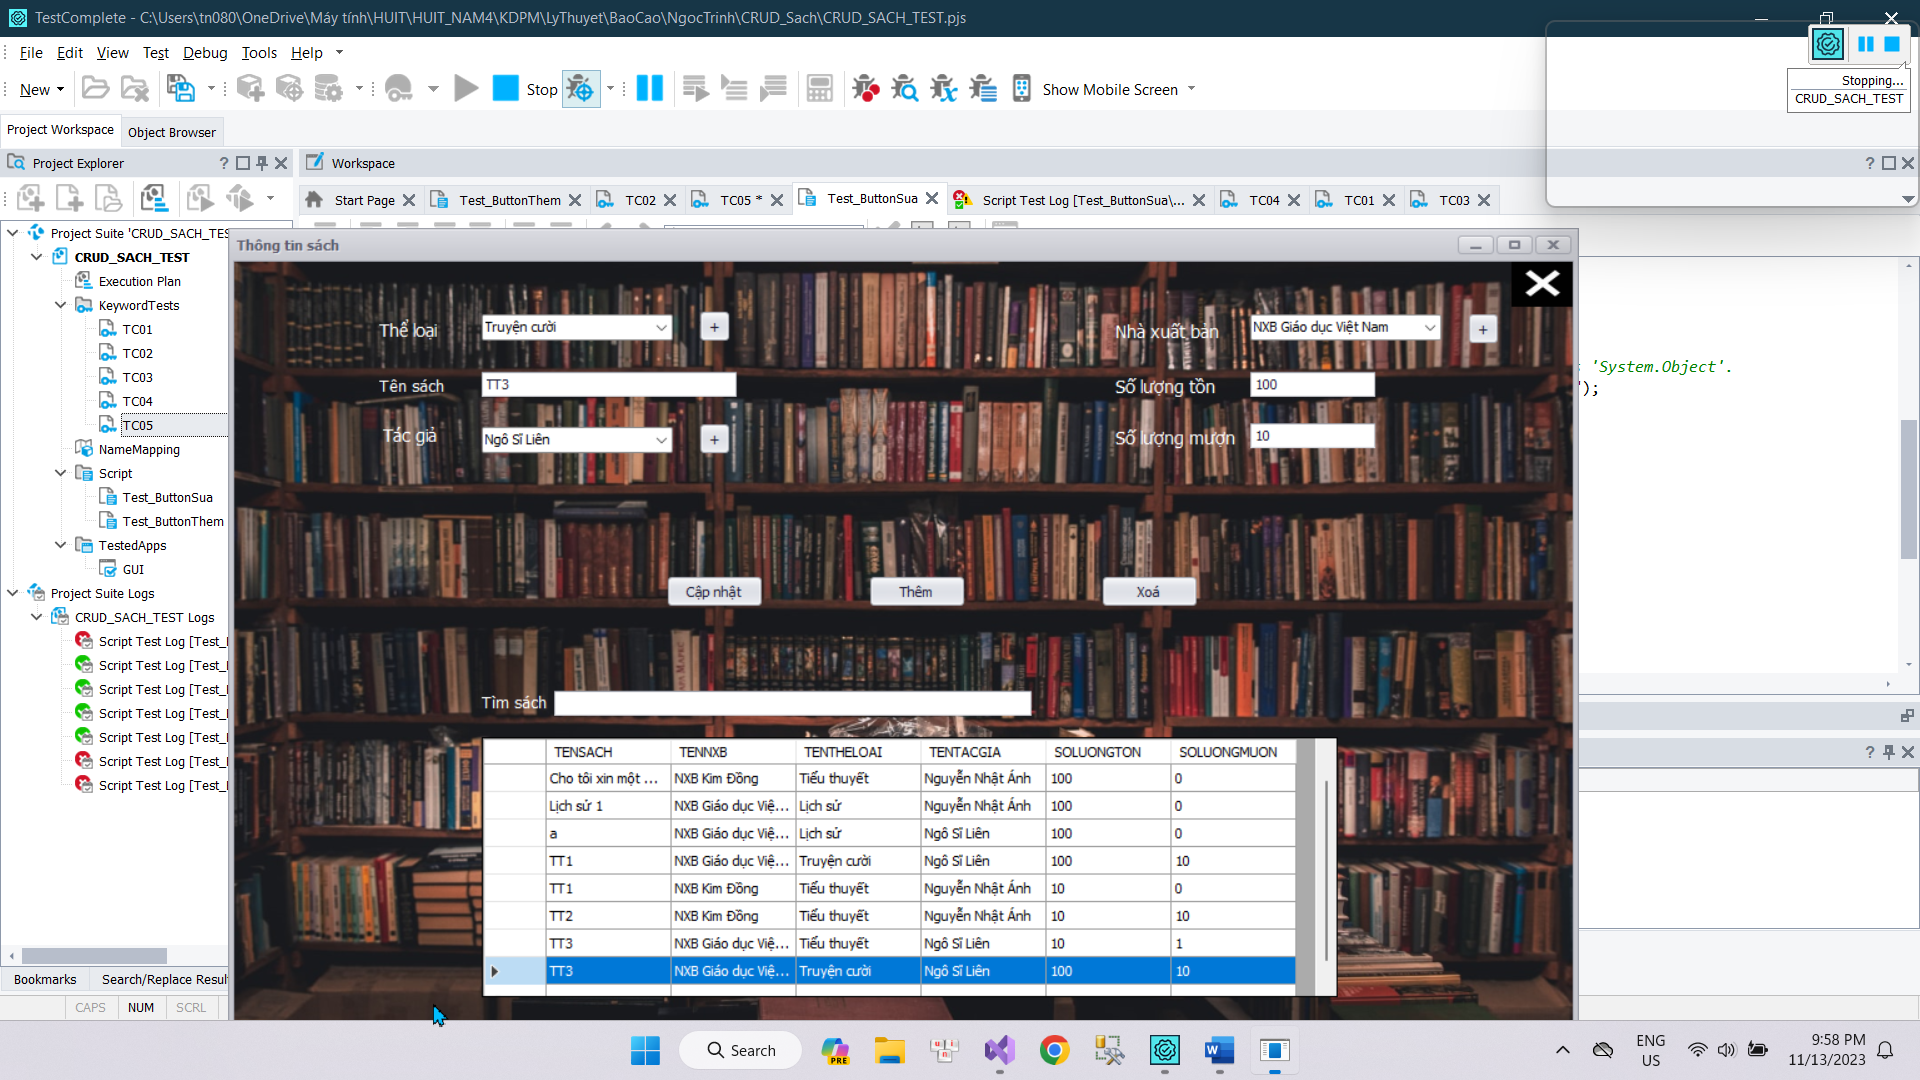 TestComplete - C:\Users\tn080\OneDrive\Máy tính\HUIT\HUIT_NAM4\KDPM\LyThuyet\BaoCao\NgocTrinh\CRUD_Sach\CRUD_SACH_TEST.pjs
File Edit View Test Debug Tools Help
New Stop Show Mobile Screen
Stopping...
CRUD_SACH_TEST
Project Workspace Object Browser
Project Explorer
Workspace
Start Page Test_ButtonThem TC02 TC05 * Test_ButtonSua Script Test Log [Test_ButtonSua\... TC04 TC01 TC03
Project Suite 'CRUD_SACH_TES
CRUD_SACH_TEST
Execution Plan
KeywordTests
TC01
TC02
TC03
TC04
TC05
NameMapping
Script
Test_ButtonSua
Test_ButtonThem
TestedApps
GUI
Project Suite Logs
CRUD_SACH_TEST Logs
Script Test Log [Test_
Script Test Log [Test_
Script Test Log [Test_
Script Test Log [Test_
Script Test Log [Test_
Script Test Log [Test_
Script Test Log [Test_
Bookmarks Search/Replace Resul
CAPS NUM SCRL
Thông tin sách
Thể loại Truyện cười + Nhà xuất bản NXB Giáo dục Việt Nam +
Tên sách TT3 Số lượng tồn 100
Tác giả Ngô Sĩ Liên + Số lượng mượn 10
Cập nhật Thêm Xoá
Tìm sách
TENSACH TENNXB TENTHELOAI TENTACGIA SOLUONGTON SOLUONGMUON
Cho tôi xin một ... NXB Kim Đồng Tiểu thuyết Nguyễn Nhật Ánh 100 0
Lịch sử 1 NXB Giáo dục Việ... Lịch sử Nguyễn Nhật Ánh 100 0
a NXB Giáo dục Việ... Lịch sử Ngô Sĩ Liên 100 0
TT1 NXB Giáo dục Việ... Truyện cười Ngô Sĩ Liên 100 10
TT1 NXB Kim Đồng Tiểu thuyết Nguyễn Nhật Ánh 10 0
TT2 NXB Kim Đồng Tiểu thuyết Nguyễn Nhật Ánh 10 10
TT3 NXB Giáo dục Việ... Tiểu thuyết Ngô Sĩ Liên 10 1
TT3 NXB Giáo dục Việ... Truyện cười Ngô Sĩ Liên 100 10
'System.Object'.
");
Search
PRE
ENG
US
9:58 PM
11/13/2023